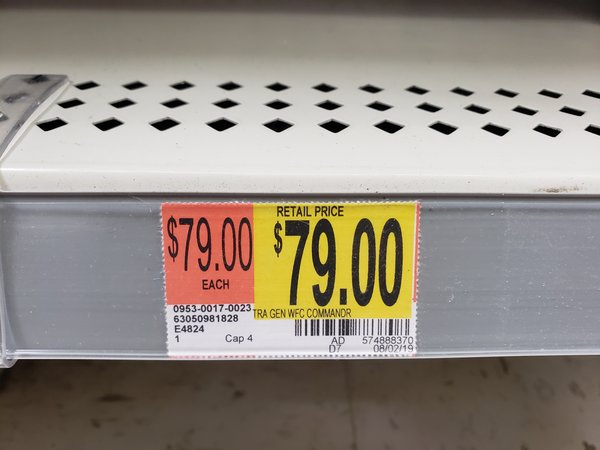 $79.00
EACH
RETAIL PRICE
$79.00
0953-0017-0023
63050981828
E4824
1 Cap 4
TRA GEN WFC COMMANDR
AD 574888370
D7 08/02/19